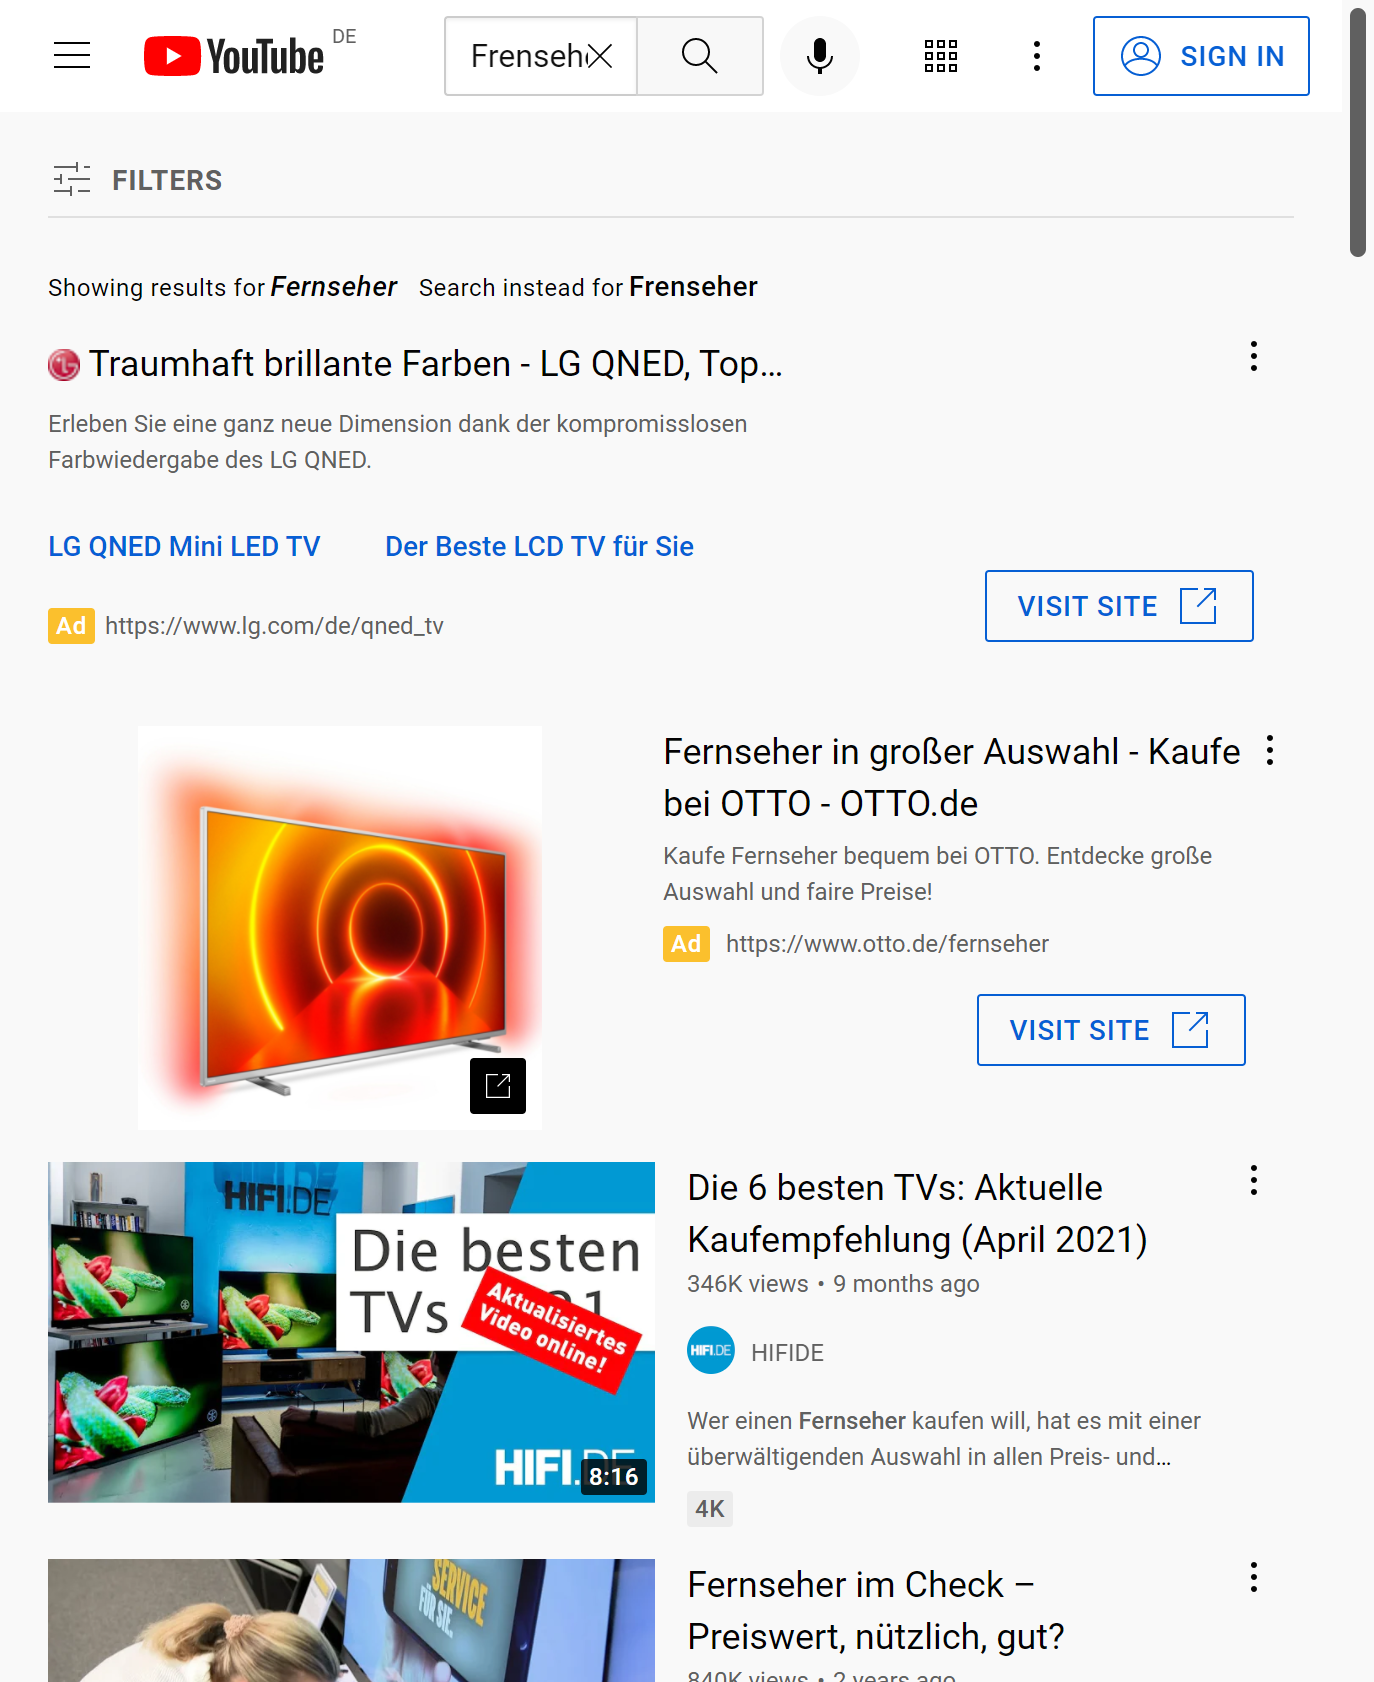 YouTube DE
Frenseh
SIGN IN
FILTERS
Showing results for Fernseher Search instead for Frenseher
Traumhaft brillante Farben - LG QNED, Top...
Erleben Sie eine ganz neue Dimension dank der kompromisslosen
Farbwiedergabe des LG QNED.
LG QNED Mini LED TV Der Beste LCD TV für Sie
VISIT SITE
Ad https://www.lg.com/de/qned_tv
Fernseher in großer Auswahl - Kaufe
bei OTTO - OTTO.de
Kaufe Fernseher bequem bei OTTO. Entdecke große
Auswahl und faire Preise!
Ad https://www.otto.de/fernseher
VISIT SITE
HIFI.DE
Die besten
TVs
Aktualisiertes
Video online!
HIFI.DE
8:16
Die 6 besten TVs: Aktuelle
Kaufempfehlung (April 2021)
346K views • 9 months ago
HIFI.DE HIFIDE
Wer einen Fernseher kaufen will, hat es mit einer
überwältigenden Auswahl in allen Preis- und...
4K
SERVICE
FÜR SIE.
Fernseher im Check –
Preiswert, nützlich, gut?
840K views • 2 years ago